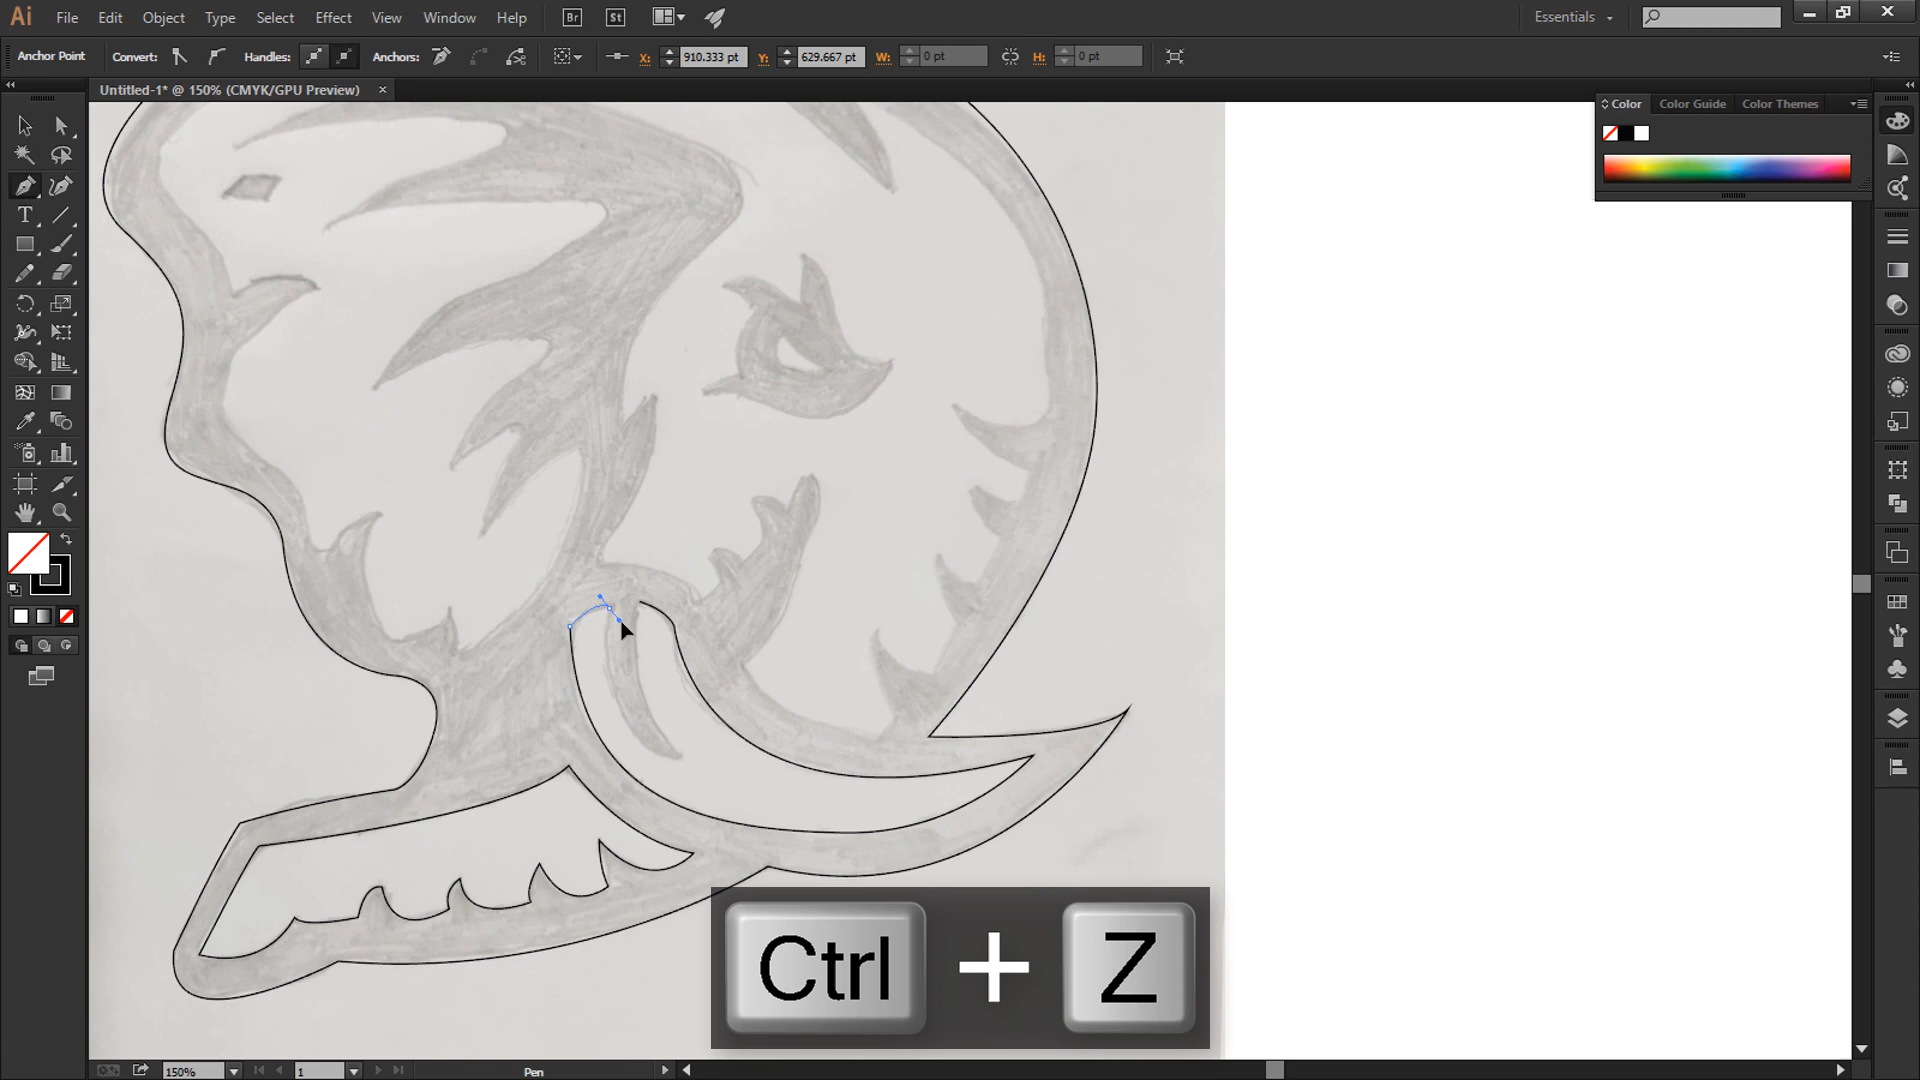 Ai File Edit Object Type Select Effect View Window Help Br St Essentials
Anchor Point Convert: Handles: Anchors: X: 910.333 pt Y: 629.667 pt W: 0 pt H: 0 pt
Untitled-1* @ 150% (CMYK/GPU Preview) ×
Color Color Guide Color Themes
T
Ctrl + Z
150% 1 Pen